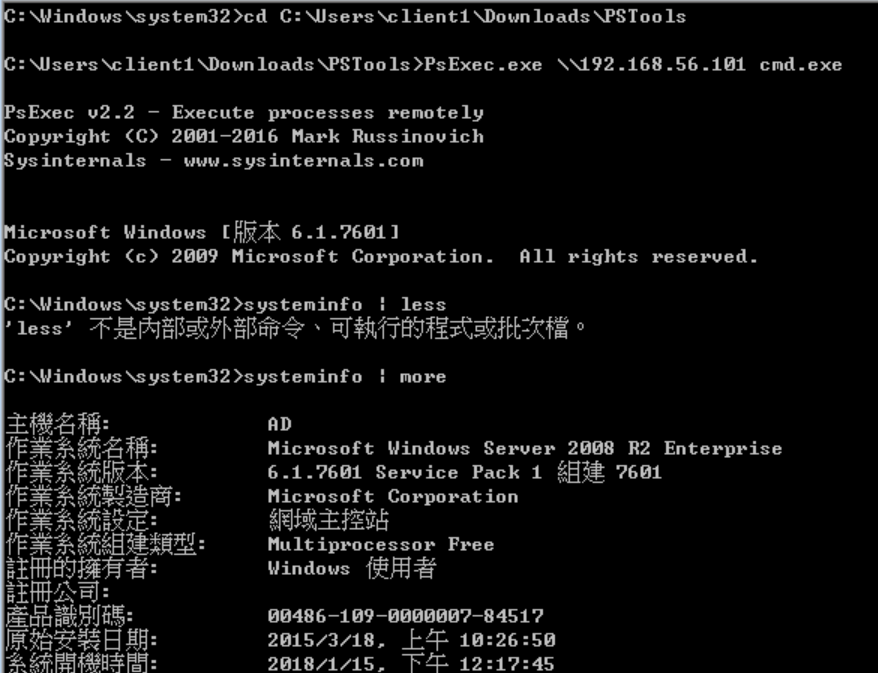 C:\Windows\system32>cd C:\Users\client1\Downloads\PSTools
C:\Users\client1\Downloads\PSTools>PsExec.exe \\192.168.56.101 cmd.exe
PsExec v2.2 - Execute processes remotely
Copyright (C) 2001-2016 Mark Russinovich
Sysinternals - www.sysinternals.com
Microsoft Windows [版本 6.1.7601]
Copyright (c) 2009 Microsoft Corporation.  All rights reserved.
C:\Windows\system32>systeminfo | less
'less' 不是內部或外部命令、可執行的程式或批次檔。
C:\Windows\system32>systeminfo | more
主機名稱: AD
作業系統名稱: Microsoft Windows Server 2008 R2 Enterprise
作業系統版本: 6.1.7601 Service Pack 1 組建 7601
作業系統製造商: Microsoft Corporation
作業系統設定: 網域主控站
作業系統組建類型: Multiprocessor Free
註冊的擁有者: Windows 使用者
註冊公司:
產品識別碼: 00486-109-0000007-84517
原始安裝日期: 2015/3/18, 上午 10:26:50
系統開機時間: 2018/1/15, 下午 12:17:45